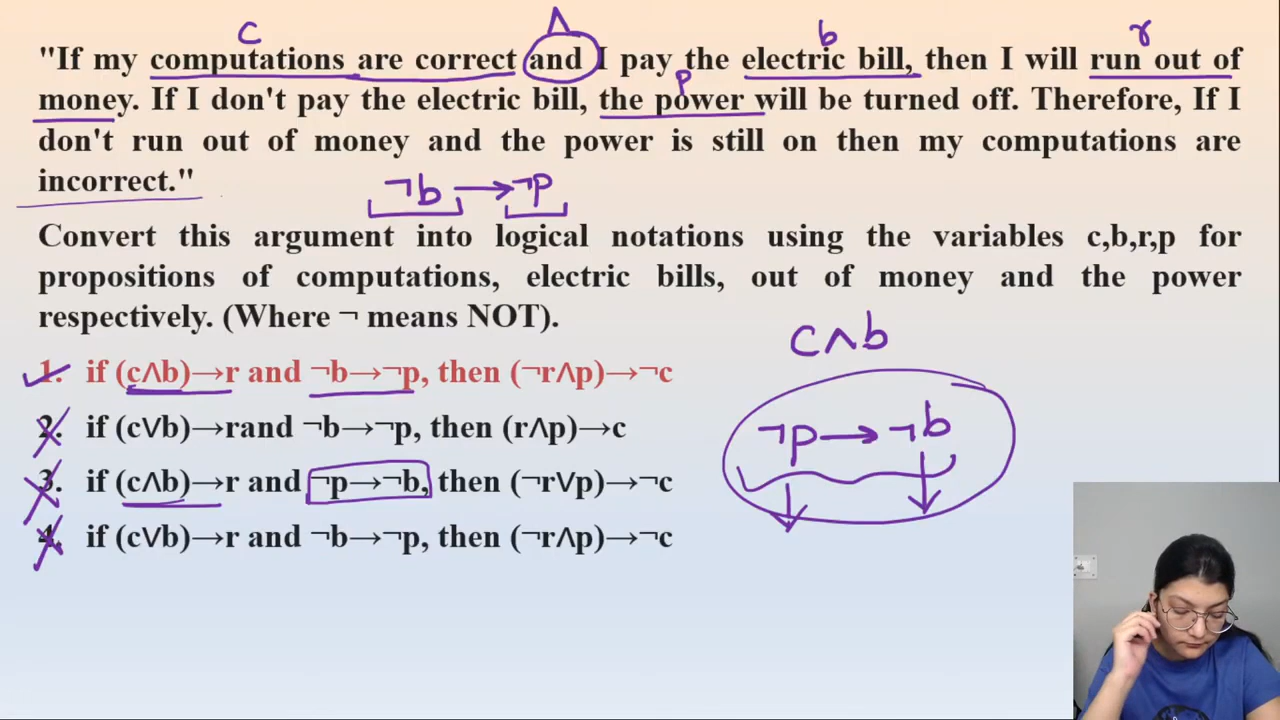 c ∧ b r
"If my computations are correct and I pay the electric bill, then I will run out of
p
money. If I don't pay the electric bill, the power will be turned off. Therefore, If I
don't run out of money and the power is still on then my computations are
incorrect."
¬b → ¬p
Convert this argument into logical notations using the variables c,b,r,p for
propositions of computations, electric bills, out of money and the power
respectively. (Where ¬ means NOT).
c∧b
1. if (c∧b)→r and ¬b→¬p, then (¬r∧p)→¬c
2. if (c∨b)→rand ¬b→¬p, then (r∧p)→c
¬p → ¬b
3. if (c∧b)→r and ¬p→¬b, then (¬r∨p)→¬c
4. if (c∨b)→r and ¬b→¬p, then (¬r∧p)→¬c